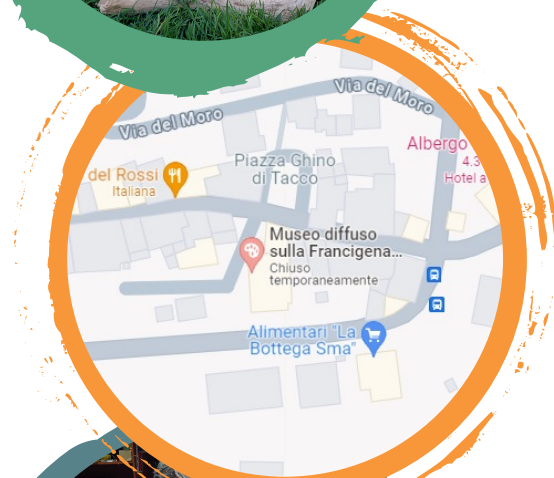 Via del Moro
Via del Moro
Albergo
4.3
Hotel a
Piazza Ghino
di Tacco
del Rossi
Italiana
Museo diffuso
sulla Francigena...
Chiuso
temporaneamente
Alimentari "La
Bottega Sma"